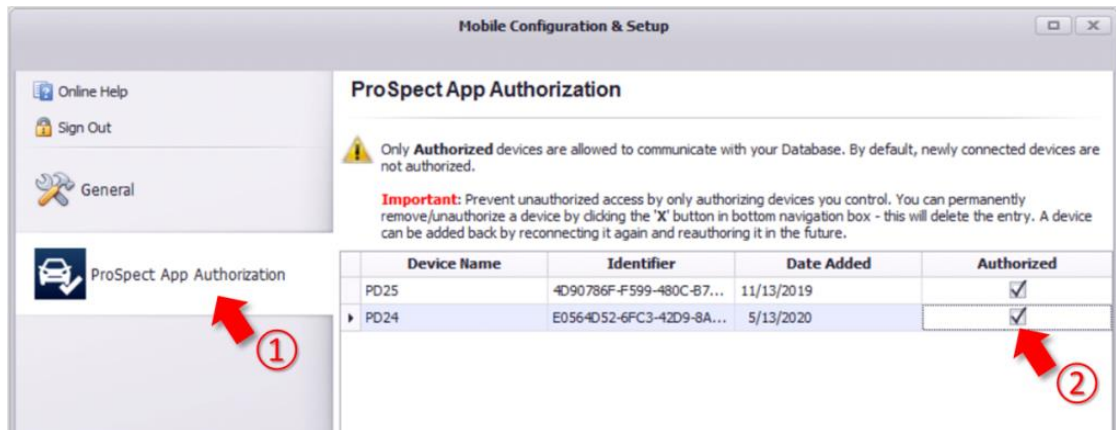 Mobile Configuration & Setup
Online Help
Sign Out
General
ProSpect App Authorization
①
ProSpect App Authorization
Only Authorized devices are allowed to communicate with your Database. By default, newly connected devices are
not authorized.
Important: Prevent unauthorized access by only authorizing devices you control. You can permanently
remove/unauthorize a device by clicking the 'X' button in bottom navigation box - this will delete the entry. A device
can be added back by reconnecting it again and reauthoring it in the future.
Device Name Identifier Date Added Authorized
PD25 4D90786F-F599-480C-B7... 11/13/2019
PD24 E0564D52-6FC3-42D9-8A... 5/13/2020
②